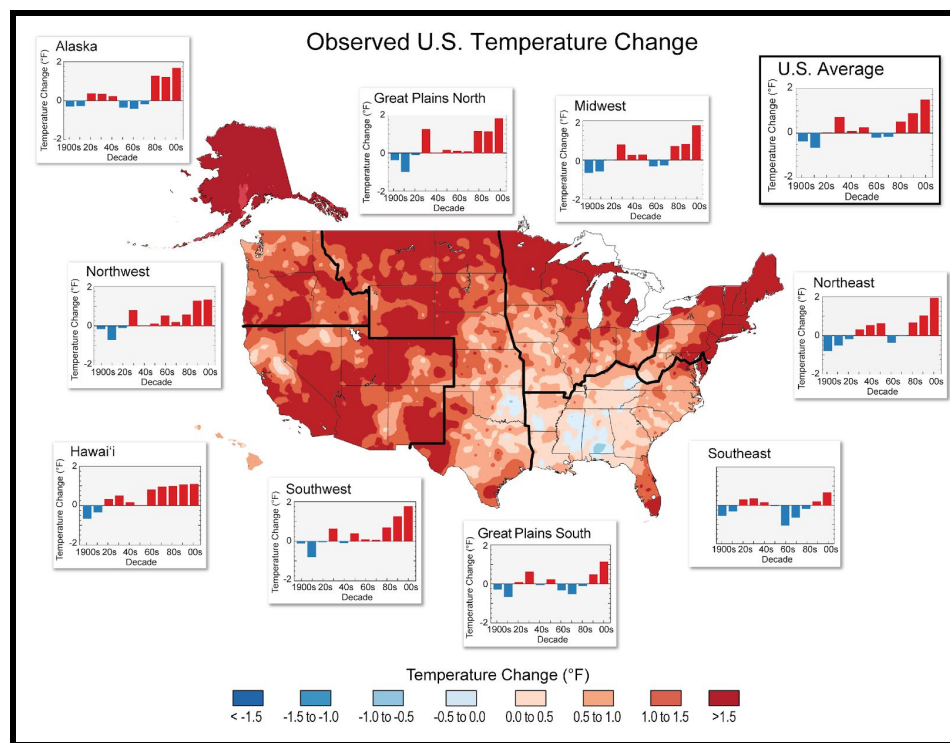 Observed U.S. Temperature Change
Alaska
Temperature Change (°F)
2
0
-2
1900s 20s 40s 60s 80s 00s
Decade
Great Plains North
Temperature Change (°F)
2
0
-2
1900s 20s 40s 60s 80s 00s
Decade
Midwest
Temperature Change (°F)
2
0
-2
1900s 20s 40s 60s 80s 00s
Decade
U.S. Average
Temperature Change (°F)
2
0
-2
1900s 20s 40s 60s 80s 00s
Decade
Northwest
Temperature Change (°F)
2
0
-2
1900s 20s 40s 60s 80s 00s
Decade
Northeast
Temperature Change (°F)
2
0
-2
1900s 20s 40s 60s 80s 00s
Decade
Hawai'i
Temperature Change (°F)
2
0
-2
1900s 20s 40s 60s 80s 00s
Decade
Southwest
Temperature Change (°F)
2
0
-2
1900s 20s 40s 60s 80s 00s
Decade
Great Plains South
Temperature Change (°F)
2
0
-2
1900s 20s 40s 60s 80s 00s
Decade
Southeast
Temperature Change (°F)
2
0
-2
1900s 20s 40s 60s 80s 00s
Decade
Temperature Change (°F)
< -1.5 -1.5 to -1.0 -1.0 to -0.5 -0.5 to 0.0 0.0 to 0.5 0.5 to 1.0 1.0 to 1.5 >1.5